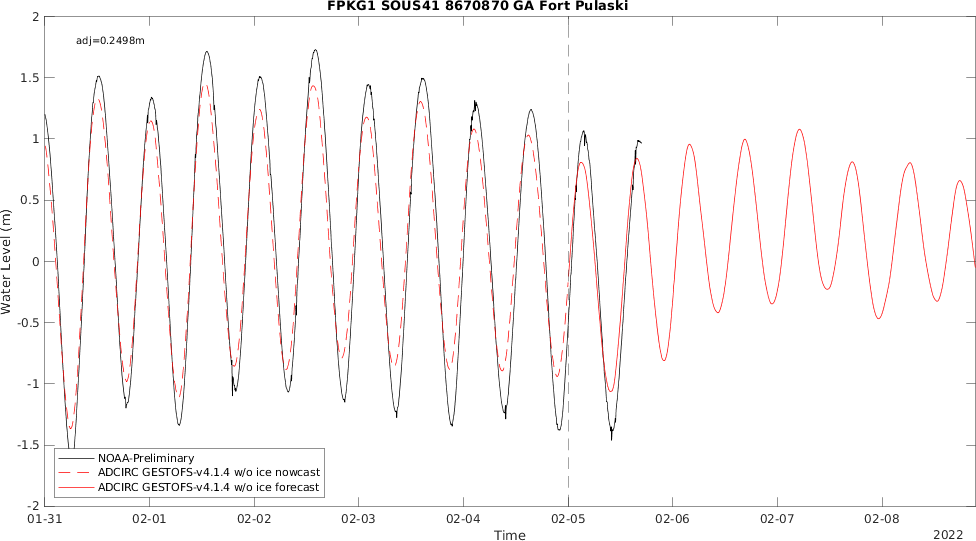 FPKG1 SOUS41 8670870 GA Fort Pulaski
adj=0.2498m
2
1.5
1
0.5
0
-0.5
-1
-1.5
-2
Water Level (m)
NOAA-Preliminary
ADCIRC GESTOFS-v4.1.4 w/o ice nowcast
ADCIRC GESTOFS-v4.1.4 w/o ice forecast
01-31 02-01 02-02 02-03 02-04 02-05 02-06 02-07 02-08
Time
2022